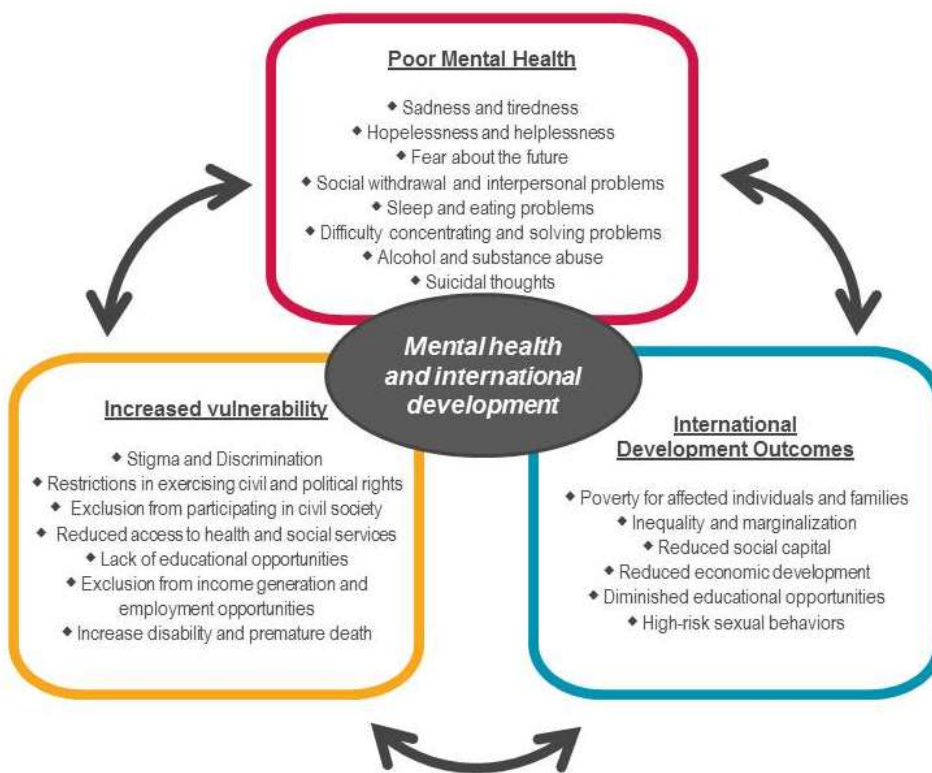 Poor Mental Health
◆ Sadness and tiredness
◆ Hopelessness and helplessness
◆ Fear about the future
◆ Social withdrawal and interpersonal problems
◆ Sleep and eating problems
◆ Difficulty concentrating and solving problems
◆ Alcohol and substance abuse
◆ Suicidal thoughts
Mental health
and international
development
Increased vulnerability
◆ Stigma and Discrimination
◆ Restrictions in exercising civil and political rights
◆ Exclusion from participating in civil society
◆ Reduced access to health and social services
◆ Lack of educational opportunities
◆ Exclusion from income generation and
employment opportunities
◆ Increase disability and premature death
International
Development Outcomes
◆ Poverty for affected individuals and families
◆ Inequality and marginalization
◆ Reduced social capital
◆ Reduced economic development
◆ Diminished educational opportunities
◆ High-risk sexual behaviors